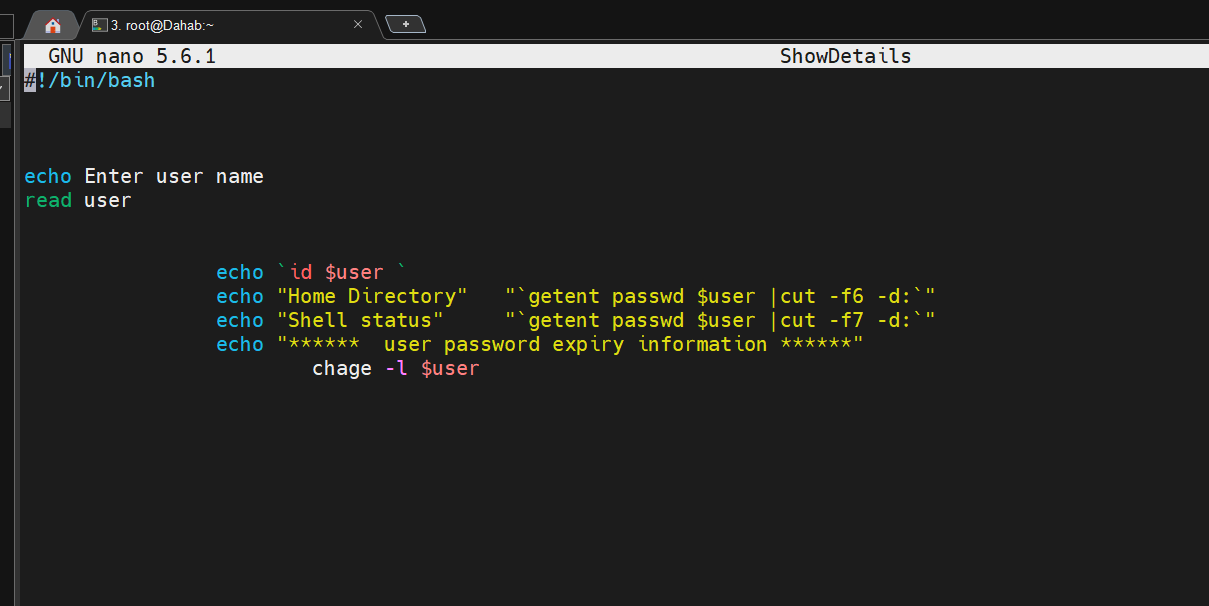 3. root@Dahab:~
GNU nano 5.6.1 ShowDetails
#!/bin/bash
echo Enter user name
read user
echo `id $user `
echo "Home Directory"   "`getent passwd $user |cut -f6 -d:`"
echo "Shell status"     "`getent passwd $user |cut -f7 -d:`"
echo "******  user password expiry information ******"
chage -l $user